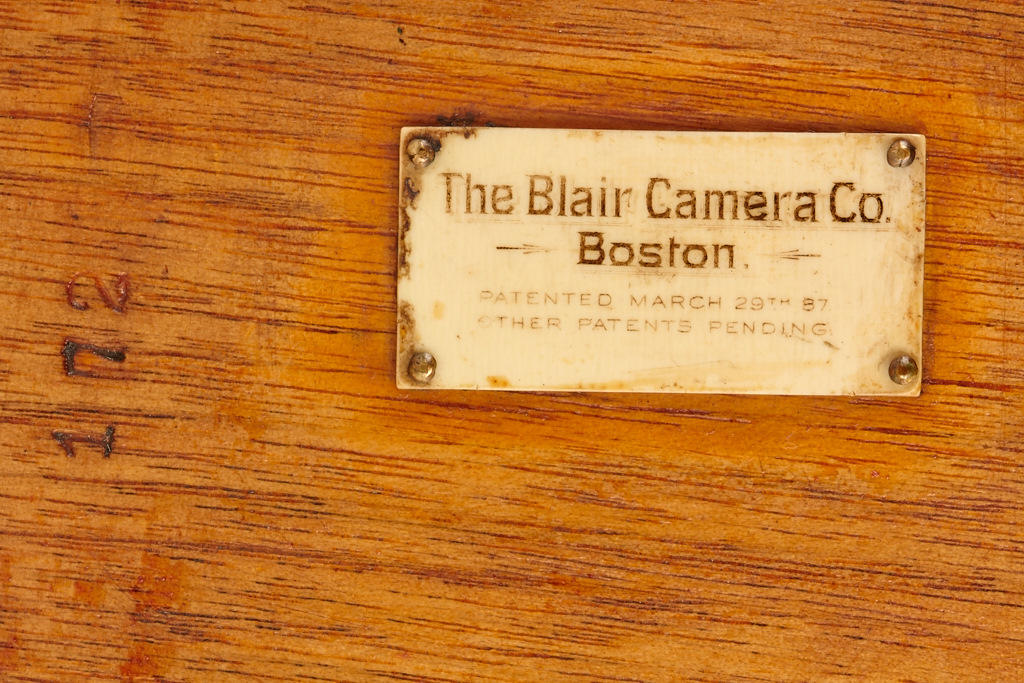 The Blair Camera Co.
Boston.
PATENTED MARCH 29TH 87
OTHER PATENTS PENDING.
172